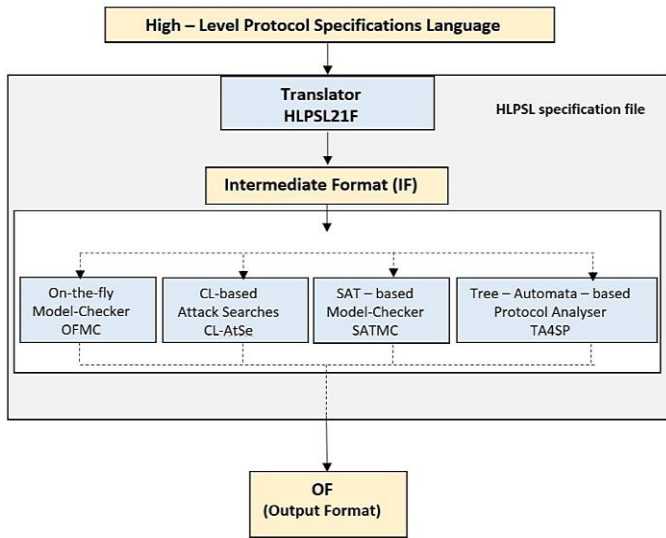 High – Level Protocol Specifications Language
Translator
HLPSL21F
HLPSL specification file
Intermediate Format (IF)
On-the-fly
Model-Checker
OFMC
CL-based
Attack Searches
CL-AtSe
SAT – based
Model-Checker
SATMC
Tree – Automata – based
Protocol Analyser
TA4SP
OF
(Output Format)